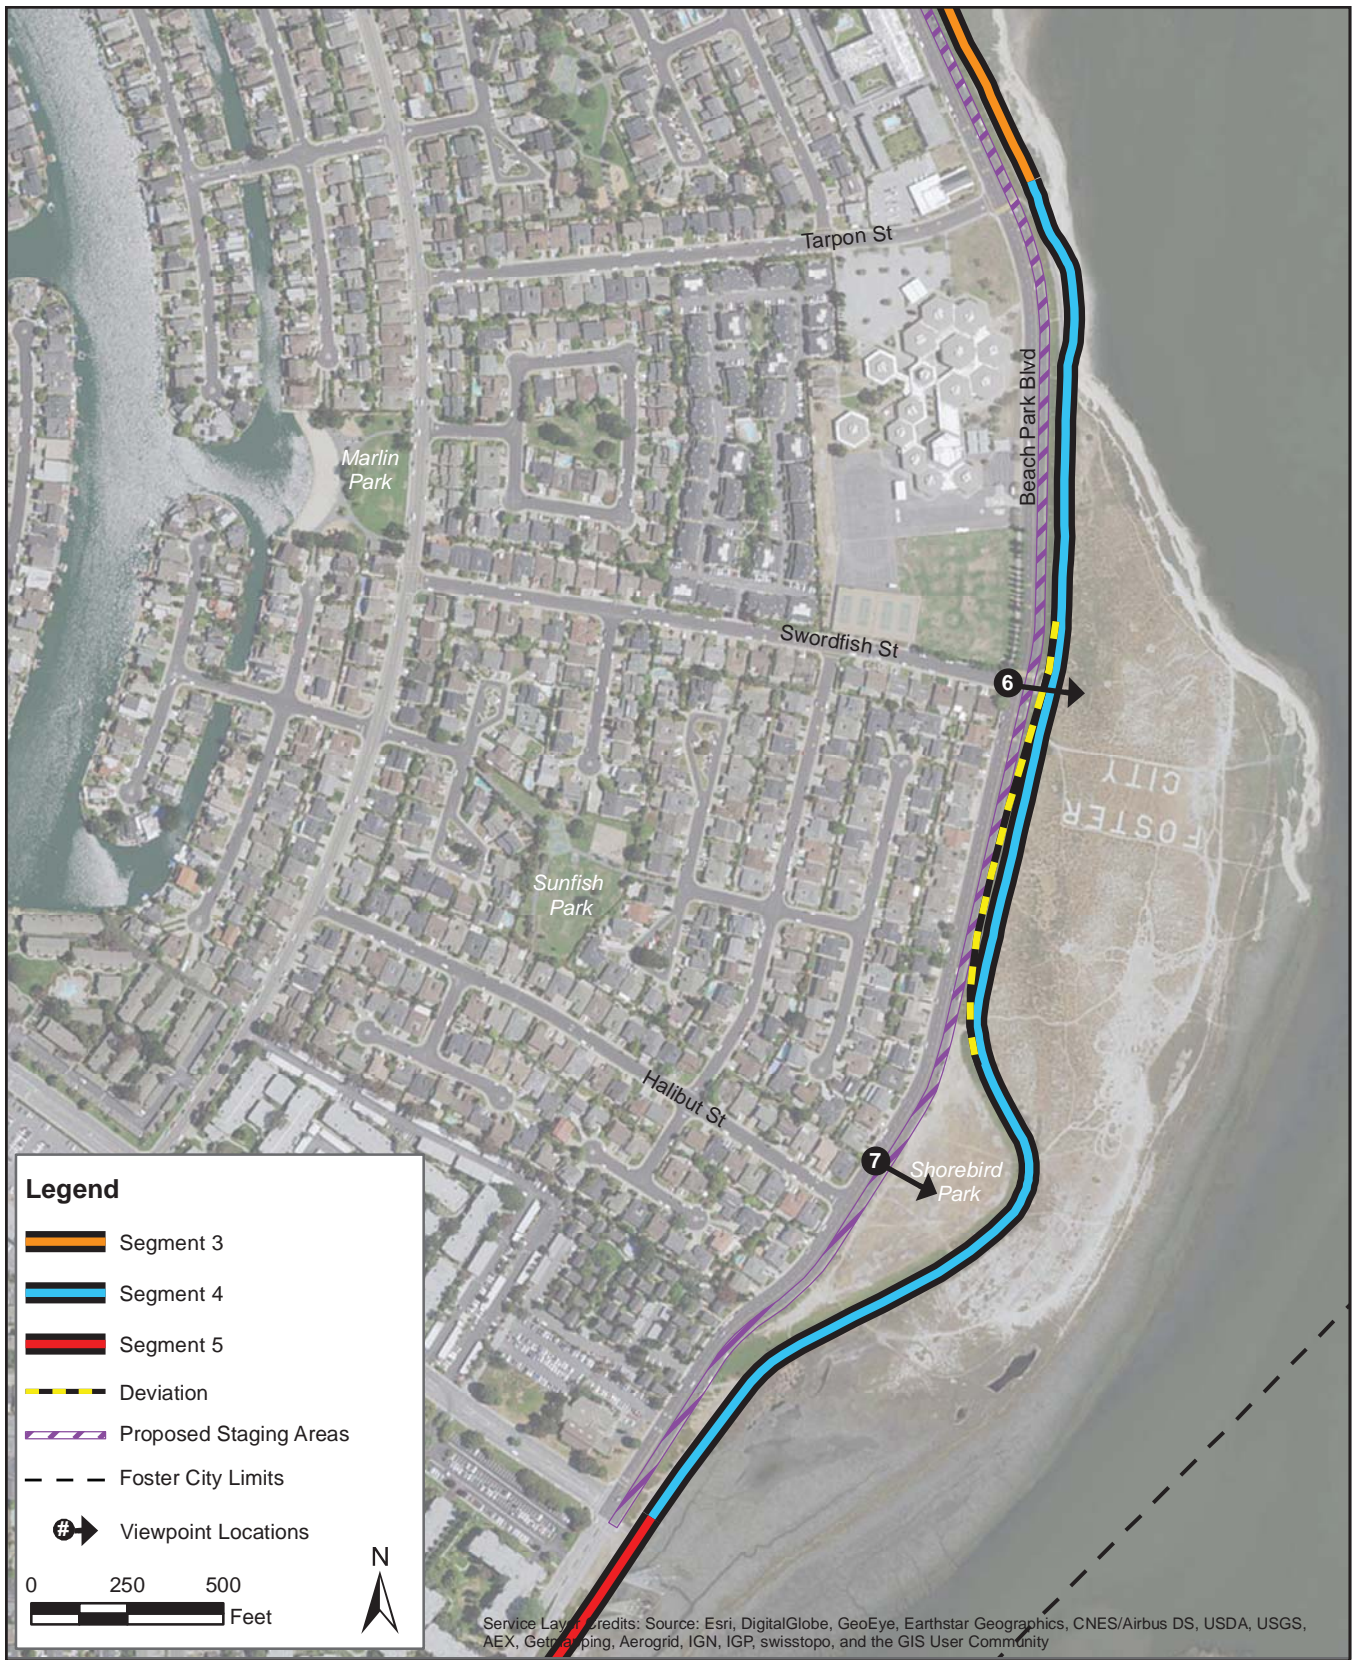 Tarpon St
Beach Park Blvd
Marlin
Park
Swordfish St
6
FOSTER
CITY
Sunfish
Park
Halibut St
7
Shorebird
Park
Legend
Segment 3
Segment 4
Segment 5
Deviation
Proposed Staging Areas
Foster City Limits
# Viewpoint Locations
N
0 250 500
Feet
Service Layer Credits: Source: Esri, DigitalGlobe, GeoEye, Earthstar Geographics, CNES/Airbus DS, USDA, USGS,
AEX, Getmapping, Aerogrid, IGN, IGP, swisstopo, and the GIS User Community